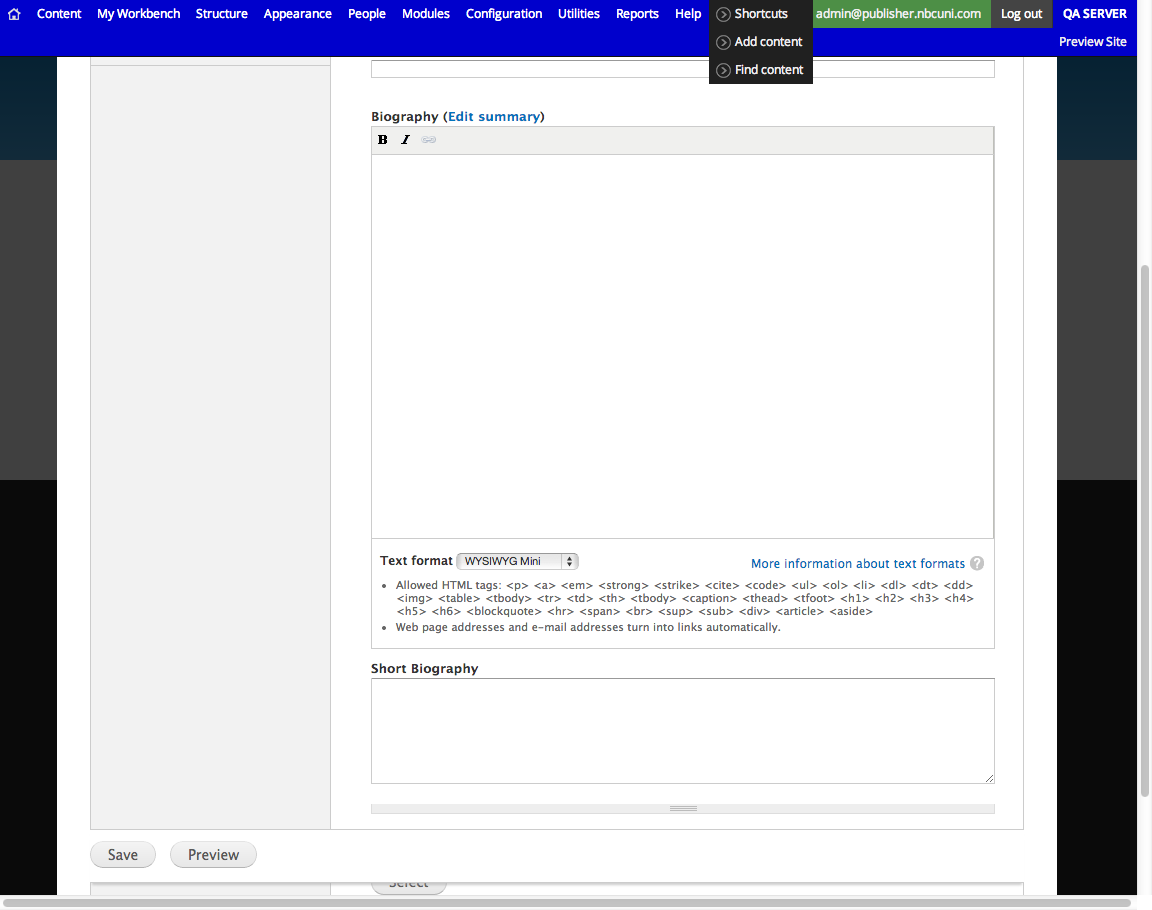 Content My Workbench Structure Appearance People Modules Configuration Utilities Reports Help Shortcuts admin@publisher.nbcuni.com Log out QA SERVER
Add content Preview Site
Find content
Biography (Edit summary)
B I
Text format WYSIWYG Mini More information about text formats ?
• Allowed HTML tags: <p> <a> <em> <strong> <strike> <cite> <code> <ul> <ol> <li> <dl> <dt> <dd>
<img> <table> <tbody> <tr> <td> <th> <tbody> <caption> <thead> <tfoot> <h1> <h2> <h3> <h4>
<h5> <h6> <blockquote> <hr> <span> <br> <sup> <sub> <div> <article> <aside>
• Web page addresses and e-mail addresses turn into links automatically.
Short Biography
Save Preview
Select